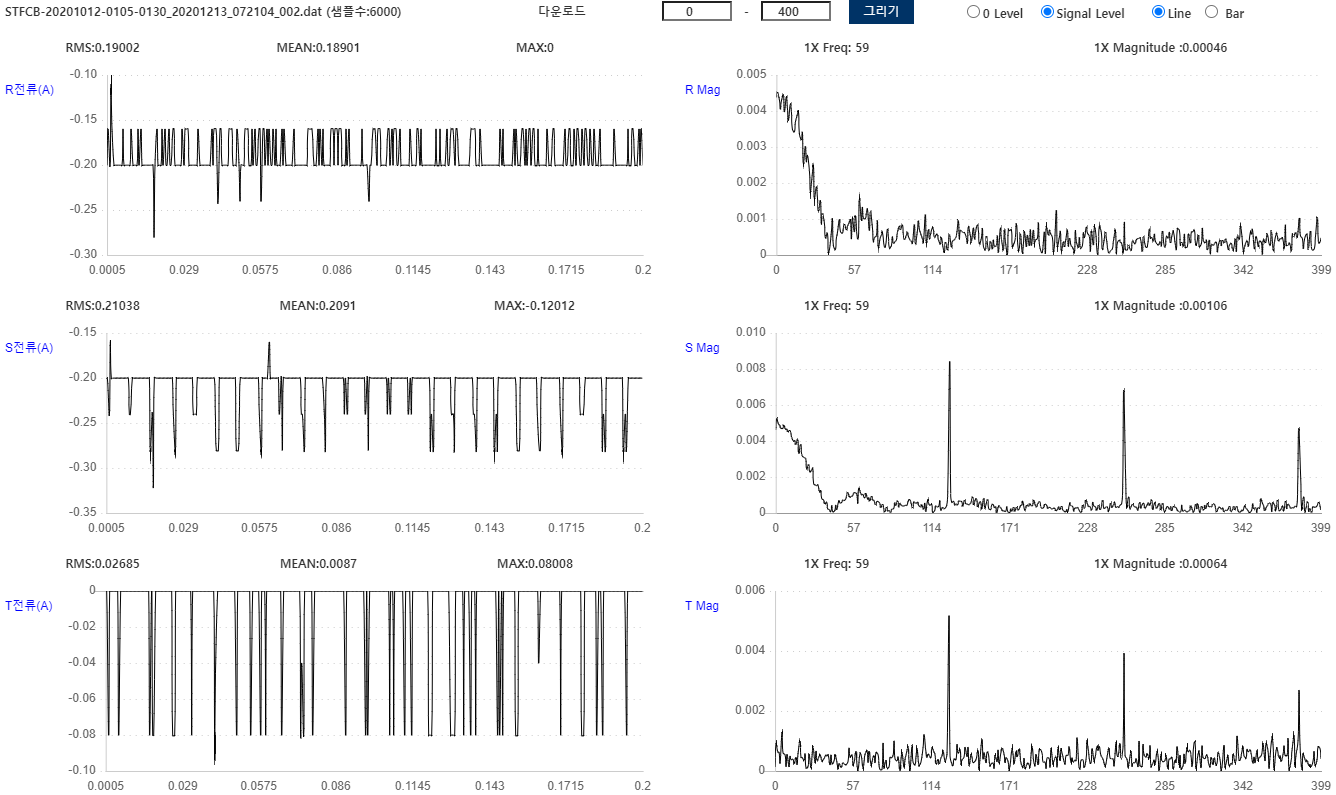 STFCB-20201012-0105-0130_20201213_072104_002.dat (샘플수:6000) 다운로드 0 - 400 그리기 0 Level Signal Level Line Bar
RMS:0.19002 MEAN:0.18901 MAX:0 1X Freq: 59 1X Magnitude :0.00046
R전류(A)
-0.10
-0.15
-0.20
-0.25
-0.30
0.0005 0.029 0.0575 0.086 0.1145 0.143 0.1715 0.2
R Mag
0.005
0.004
0.003
0.002
0.001
0
0 57 114 171 228 285 342 399
RMS:0.21038 MEAN:0.2091 MAX:-0.12012 1X Freq: 59 1X Magnitude :0.00106
S전류(A)
-0.15
-0.20
-0.25
-0.30
-0.35
0.0005 0.029 0.0575 0.086 0.1145 0.143 0.1715 0.2
S Mag
0.010
0.008
0.006
0.004
0.002
0
0 57 114 171 228 285 342 399
RMS:0.02685 MEAN:0.0087 MAX:0.08008 1X Freq: 59 1X Magnitude :0.00064
T전류(A)
0
-0.02
-0.04
-0.06
-0.08
-0.10
0.0005 0.029 0.0575 0.086 0.1145 0.143 0.1715 0.2
T Mag
0.006
0.004
0.002
0
0 57 114 171 228 285 342 399